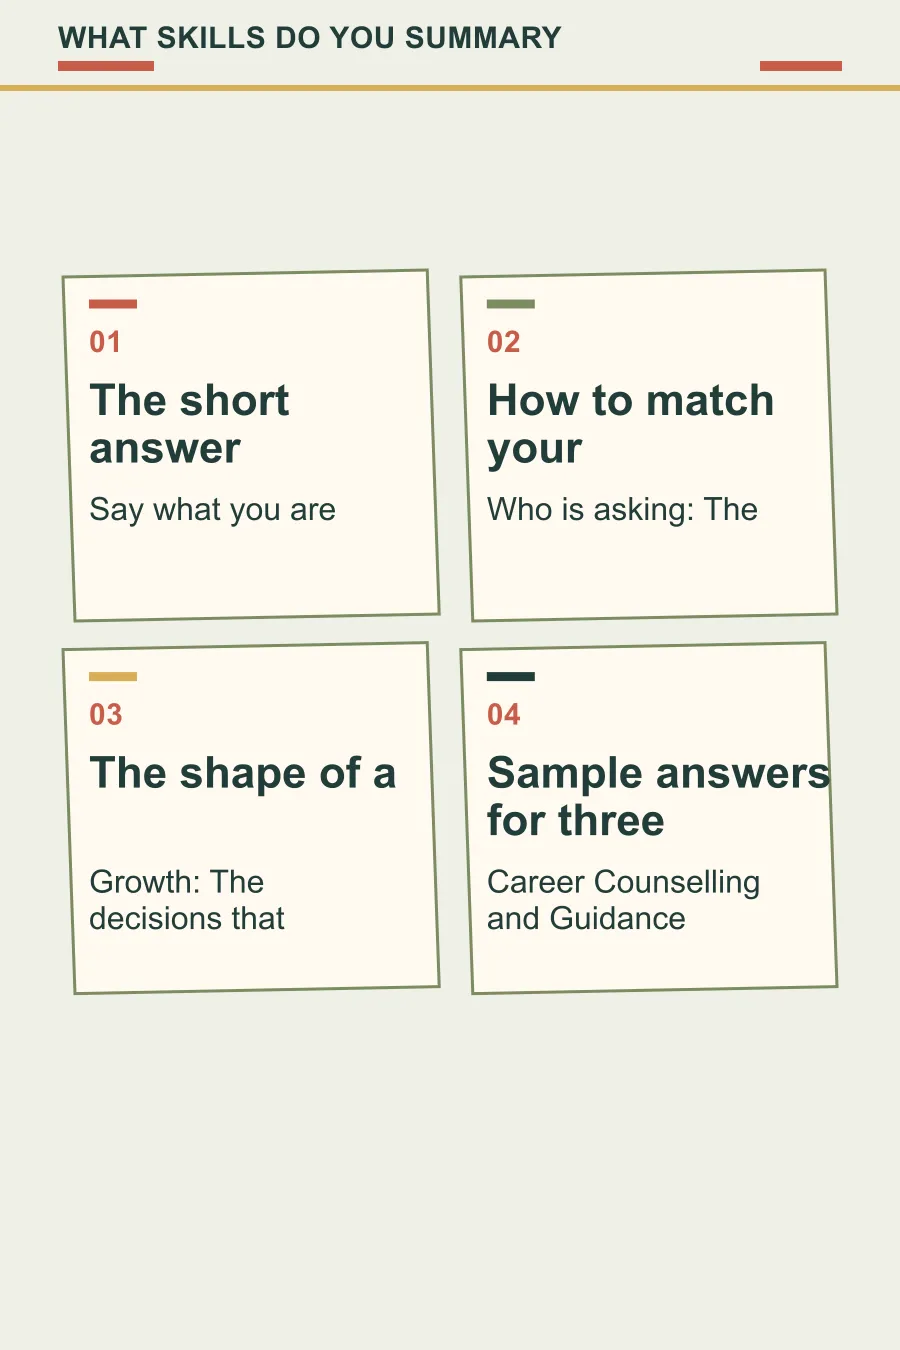 WHAT SKILLS DO YOU SUMMARY
01
The short
answer
Say what you are
02
How to match
your
Who is asking: The
03
The shape of a
Growth: The
decisions that
04
Sample answers
for three
Career Counselling
and Guidance